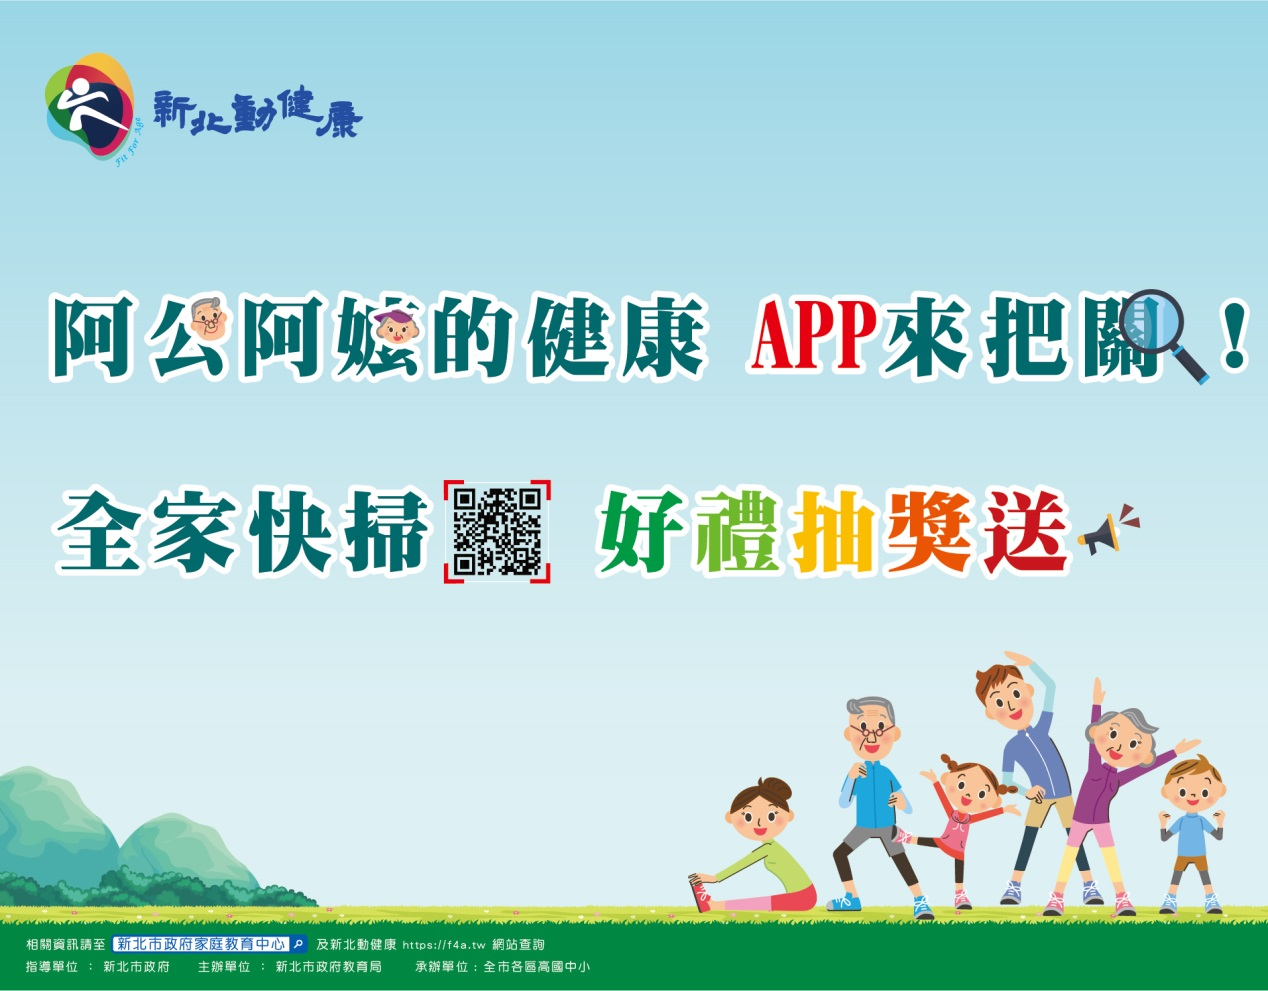 新北動健康
Fit For Age
阿公阿嬤的健康 APP來把關！
全家快掃 好禮抽獎送
相關資訊請至 新北市政府家庭教育中心 及新北動健康 https://f4a.tw 網站查詢
指導單位 ： 新北市政府 主辦單位 ： 新北市政府教育局 承辦單位：全市各區高國中小